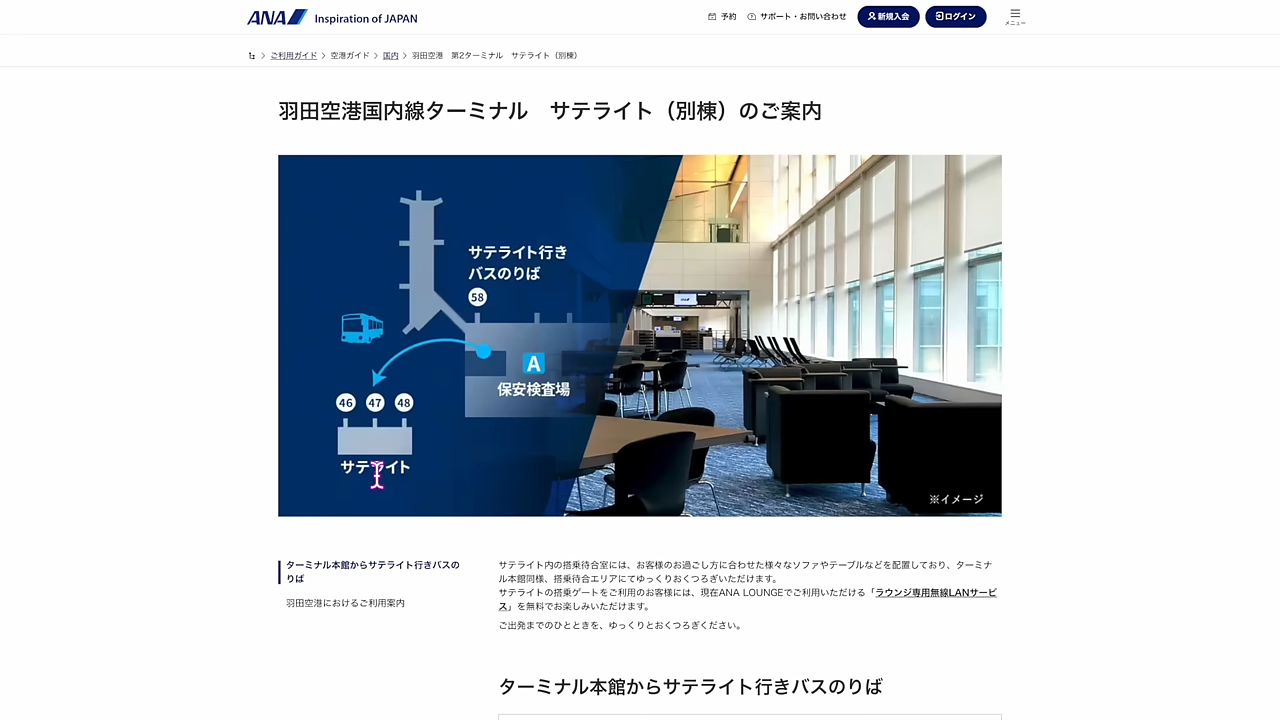 ANA Inspiration of JAPAN
予約
サポート・お問い合わせ
新規入会
ログイン
メニュー
ご利用ガイド
空港ガイド
国内
羽田空港　第2ターミナル　サテライト（別棟）
羽田空港国内線ターミナル　サテライト（別棟）のご案内
サテライト行き
バスのりば
58
A
保安検査場
46 47 48
サテライト
※イメージ
ターミナル本館からサテライト行きバスの
りば
羽田空港におけるご利用案内
サテライト内の搭乗待合室には、お客様のお過ごし方に合わせた様々なソファやテーブルなどを配置しており、ターミナ
ル本館同様、搭乗待合エリアにてゆっくりおくつろぎいただけます。
サテライトの搭乗ゲートをご利用のお客様には、現在ANA LOUNGEでご利用いただける「ラウンジ専用無線LANサービ
ス」を無料でお楽しみいただけます。
ご出発までのひとときを、ゆっくりとおくつろぎください。
ターミナル本館からサテライト行きバスのりば